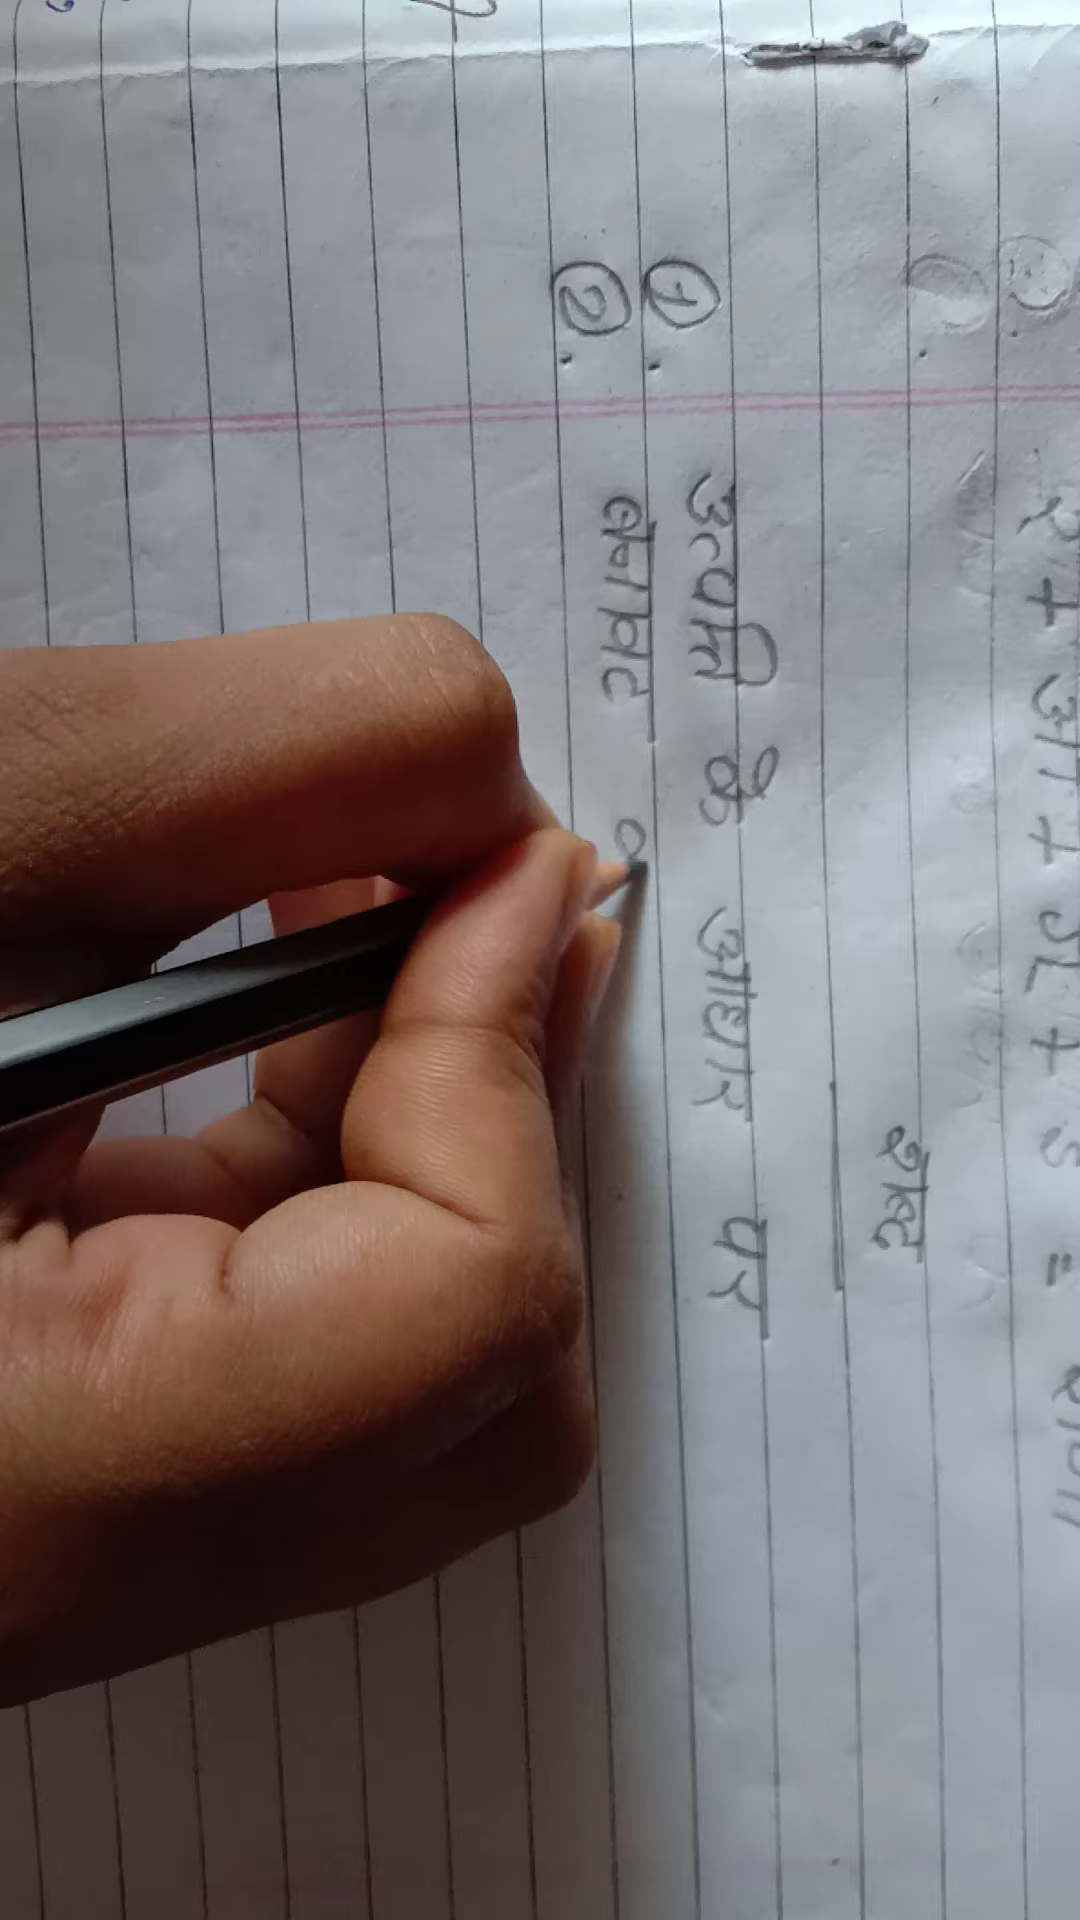 र + आ + ज + आ = राजा
शब्द
①. उत्पत्ति के आधार पर
②. बनावट